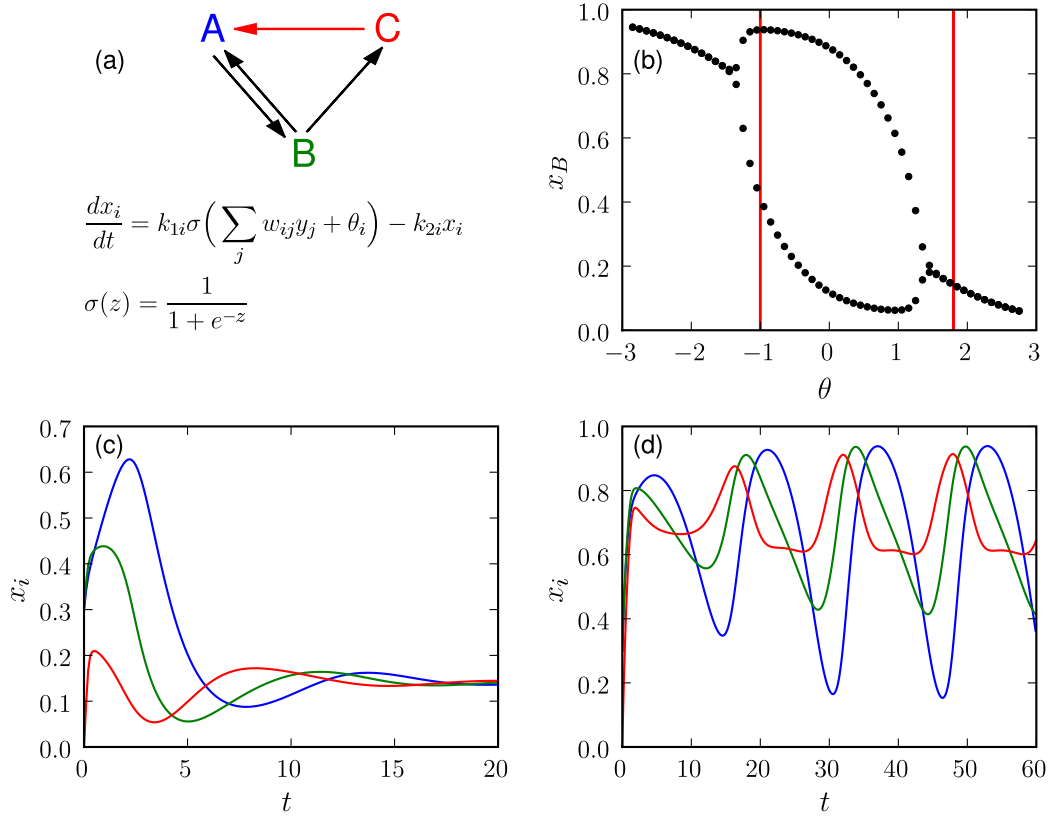 (a)
A
C
B
dx_i/dt = k_{1i}σ(∑_j w_{ij}y_j + θ_i) − k_{2i}x_i
σ(z) = 1/(1 + e^{−z})
(b)
1.0
0.8
0.6
0.4
0.2
0.0
x_B
−3 −2 −1 0 1 2 3
θ
(c)
0.7
0.6
0.5
0.4
0.3
0.2
0.1
0.0
x_i
0 5 10 15 20
t
(d)
1.0
0.8
0.6
0.4
0.2
0.0
x_i
0 10 20 30 40 50 60
t